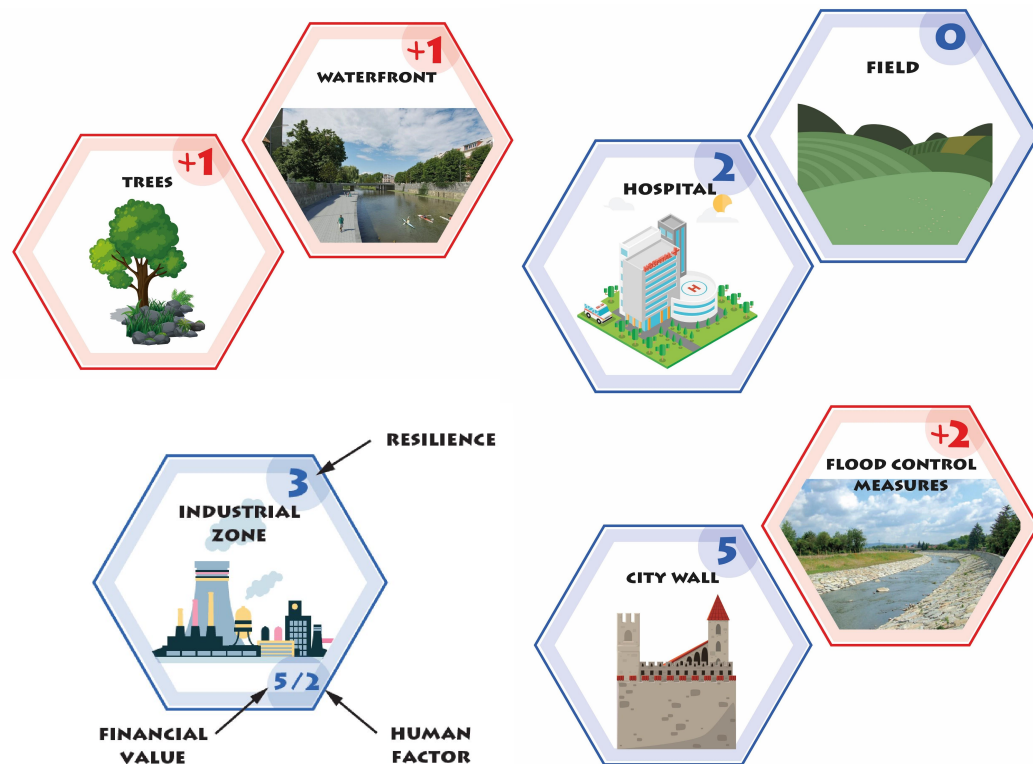 +1
WATERFRONT
+1
TREES
0
FIELD
2
HOSPITAL
RESILIENCE
3
INDUSTRIAL
ZONE
5/2
FINANCIAL
VALUE
HUMAN
FACTOR
+2
FLOOD CONTROL
MEASURES
5
CITY WALL
H